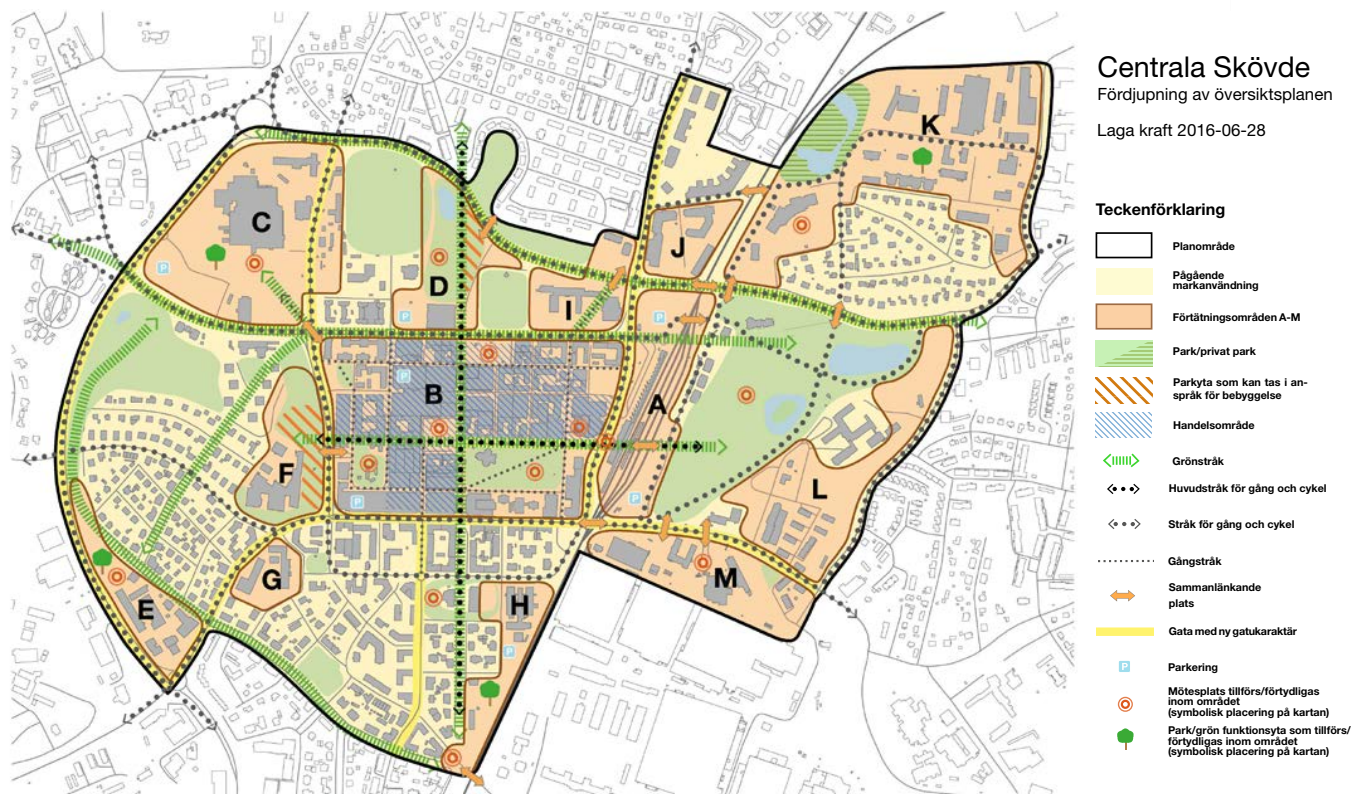 Centrala Skövde
Fördjupning av översiktsplanen
Laga kraft 2016-06-28
Teckenförklaring
Planområde
Pågående
markanvändning
Förtätningsområden A-M
Park/privat park
Parkyta som kan tas i an-
språk för bebyggelse
Handelsområde
Grönstråk
Huvudstråk för gång och cykel
Stråk för gång och cykel
Gångstråk
Sammanlänkande
plats
Gata med ny gatukaraktär
P
Parkering
Mötesplats tillförs/förtydligas
inom området
(symbolisk placering på kartan)
Park/grön funktionsyta som tillförs/
förtydligas inom området
(symbolisk placering på kartan)
K
C
J
P
D
I
P
P
B
P
A
F
L
P
P
M
G
E
H
P